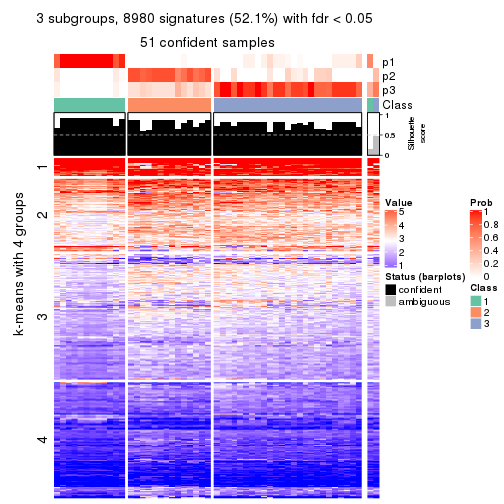 3 subgroups, 8980 signatures (52.1%) with fdr < 0.05
51 confident samples
p1
p2
p3
Class
1
0.5
0
Silhouette
score
k-means with 4 groups
1
2
3
4
Value
5
4
3
2
1
Status (barplots)
confident
ambiguous
Prob
1
0.8
0.6
0.4
0.2
0
Class
1
2
3